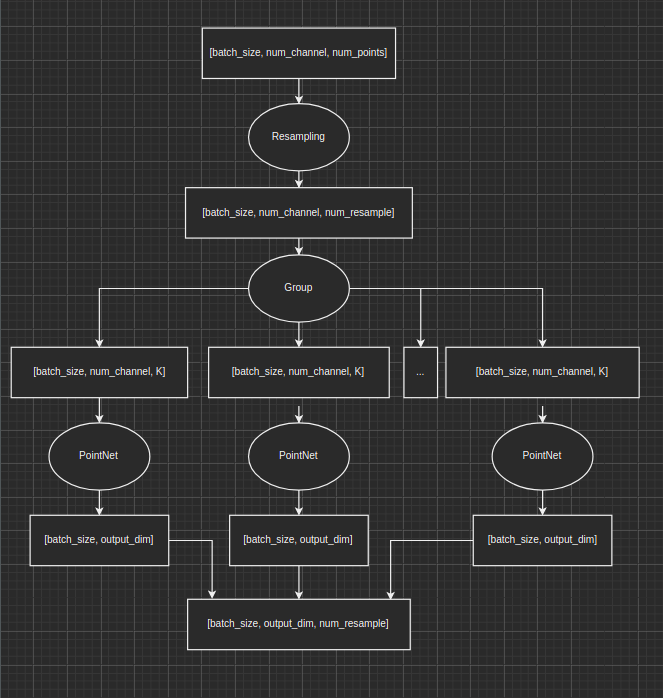 [batch_size, num_channel, num_points]
Resampling
[batch_size, num_channel, num_resample]
Group
[batch_size, num_channel, K]
[batch_size, num_channel, K]
...
[batch_size, num_channel, K]
PointNet
PointNet
PointNet
[batch_size, output_dim]
[batch_size, output_dim]
[batch_size, output_dim]
[batch_size, output_dim, num_resample]